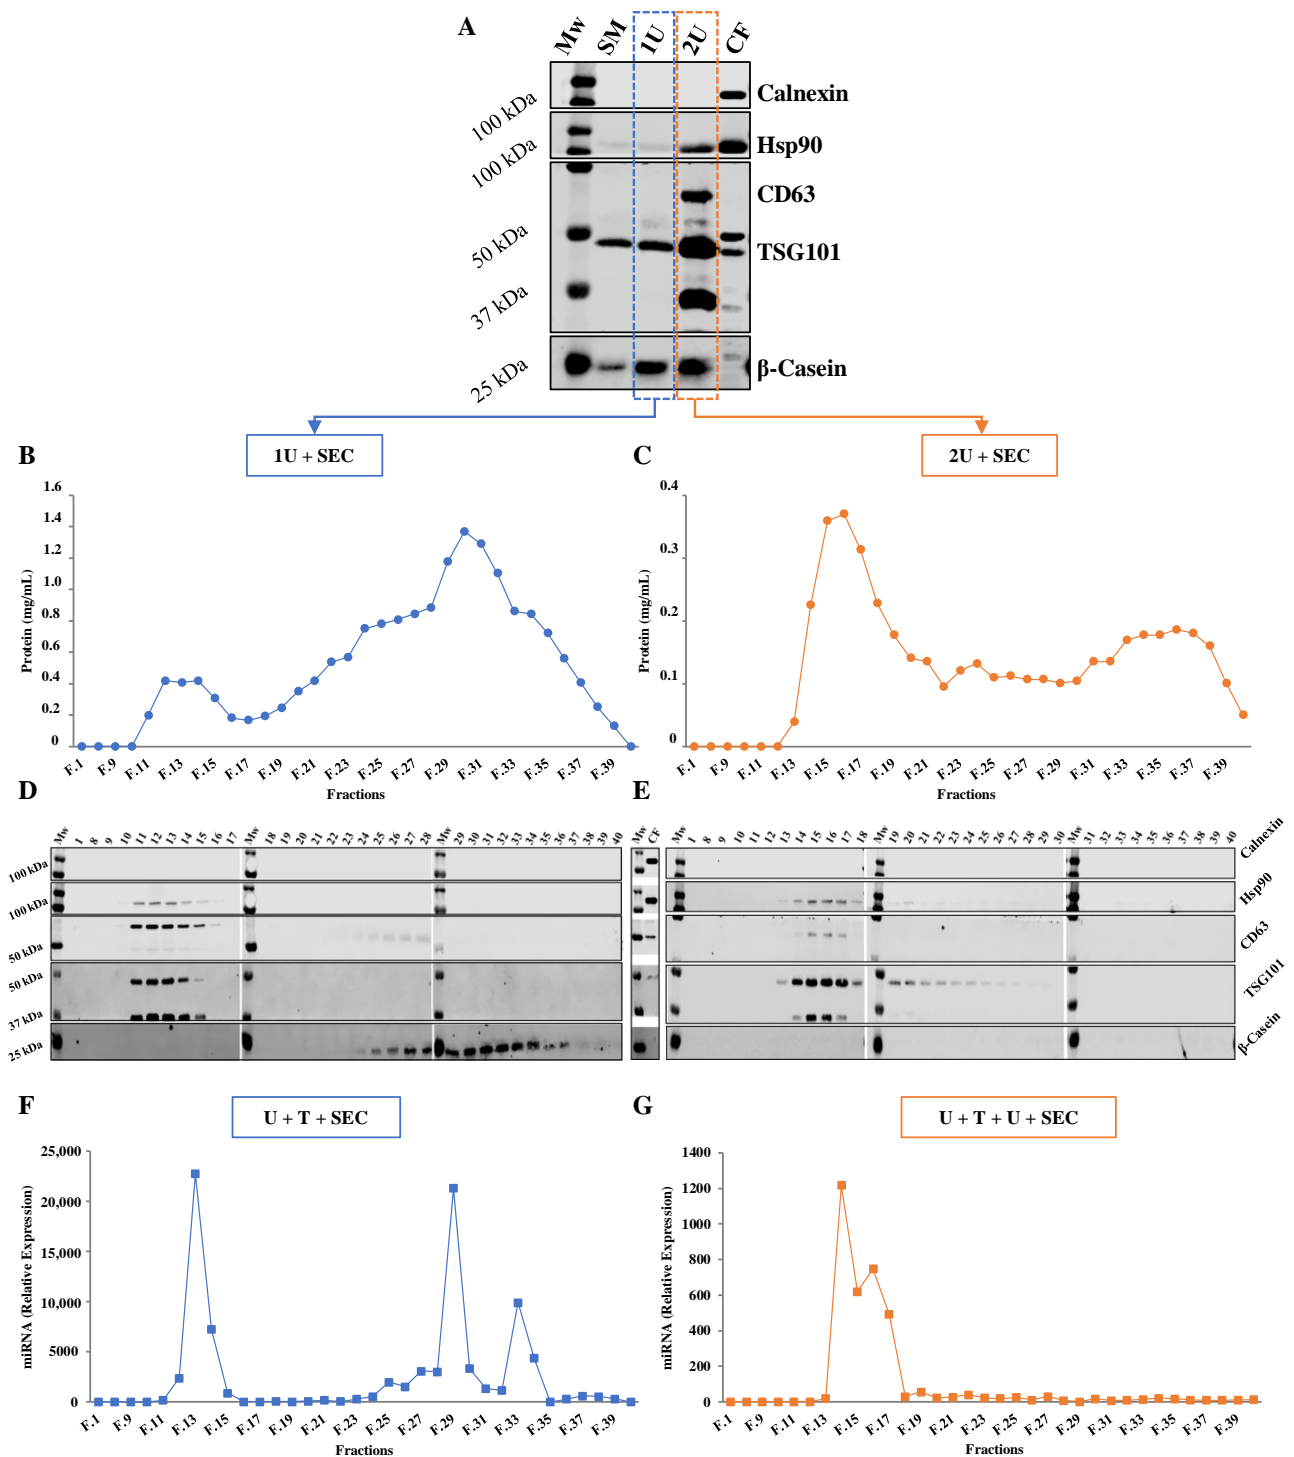 A
Mw SM 1U 2U CF
100 kDa
Calnexin
100 kDa
Hsp90
CD63
50 kDa
TSG101
37 kDa
25 kDa
β-Casein
B
1U + SEC
C
2U + SEC
Protein (mg/mL)
1.6
1.4
1.2
1.0
0.8
0.6
0.4
0.2
0
F.1 F.9 F.11 F.13 F.15 F.17 F.19 F.21 F.23 F.25 F.27 F.29 F.31 F.33 F.35 F.37 F.39
Fractions
Protein (mg/mL)
0.4
0.3
0.2
0.1
0
F.1 F.9 F.11 F.13 F.15 F.17 F.19 F.21 F.23 F.25 F.27 F.29 F.31 F.33 F.35 F.37 F.39
Fractions
D
Mw 1 8 9 10 11 12 13 14 15 16 17 Mw 18 19 20 21 22 23 24 25 26 27 28 Mw 29 30 31 32 33 34 35 36 37 38 39 40
100 kDa
100 kDa
50 kDa
50 kDa
37 kDa
25 kDa
E
Mw CF Mw 1 8 9 10 11 12 13 14 15 16 17 18 Mw 19 20 21 22 23 24 25 26 27 28 29 30 Mw 31 32 33 34 35 36 37 38 39 40
Calnexin
Hsp90
CD63
TSG101
β-Casein
F
U + T + SEC
G
U + T + U + SEC
miRNA (Relative Expression)
25,000
20,000
15,000
10,000
5000
0
F.1 F.9 F.11 F.13 F.15 F.17 F.19 F.21 F.23 F.25 F.27 F.29 F.31 F.33 F.35 F.37 F.39
Fractions
miRNA (Relative Expression)
1400
1200
1000
800
600
400
200
0
F.1 F.9 F.11 F.13 F.15 F.17 F.19 F.21 F.23 F.25 F.27 F.29 F.31 F.33 F.35 F.37 F.39
Fractions